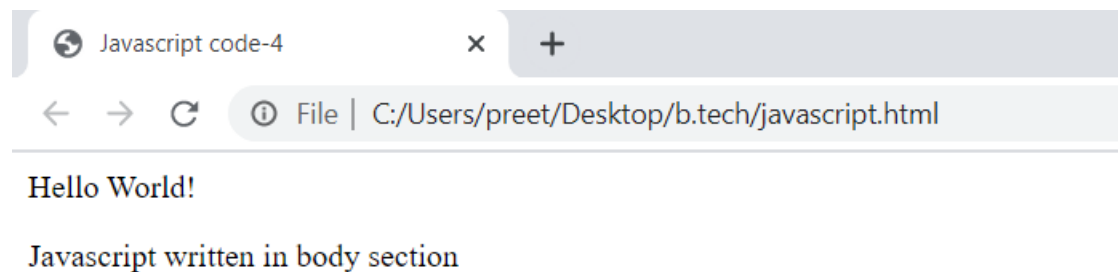 Javascript code-4
File | C:/Users/preet/Desktop/b.tech/javascript.html
Hello World!
Javascript written in body section